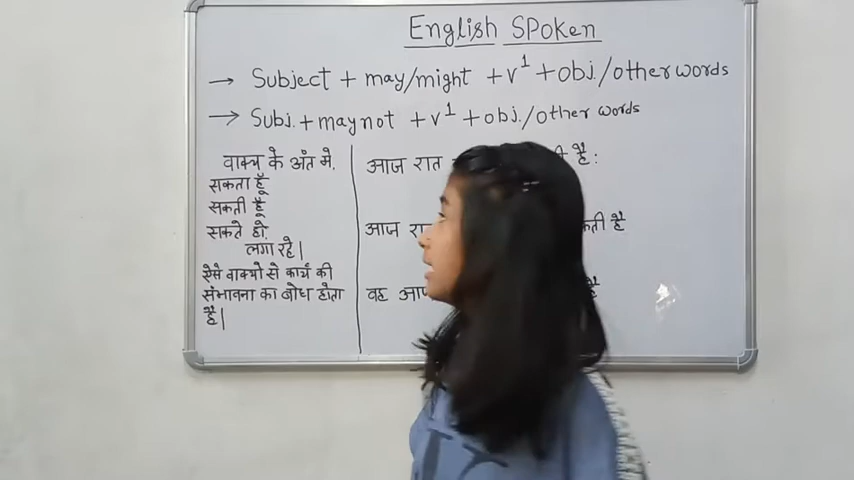 English Spoken
→ Subject + may/might + v¹ + obj./other words
→ Subj. + may not + v¹ + obj./other words
वाक्य के अंत मे.
सकता हूँ
सकती हूँ
सकते हो.
लगा रहे|
ऐसे वाक्यो से कार्य की
संभावना का बोध होता
है|
आज रात है:
आज है
वह